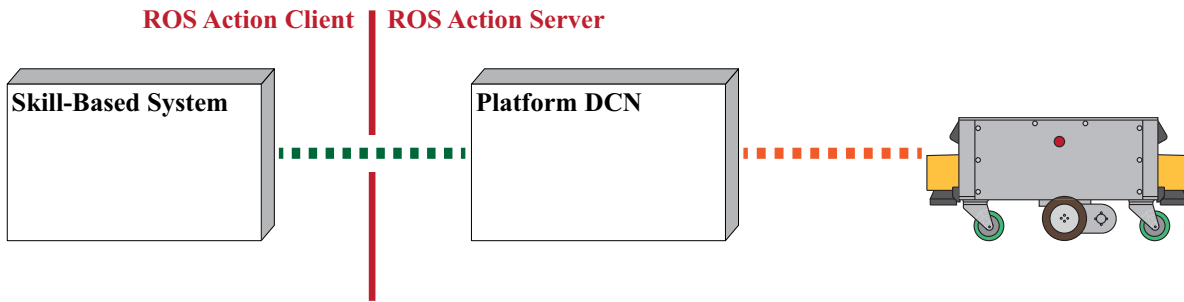 ROS Action Client
ROS Action Server
Skill-Based System
Platform DCN